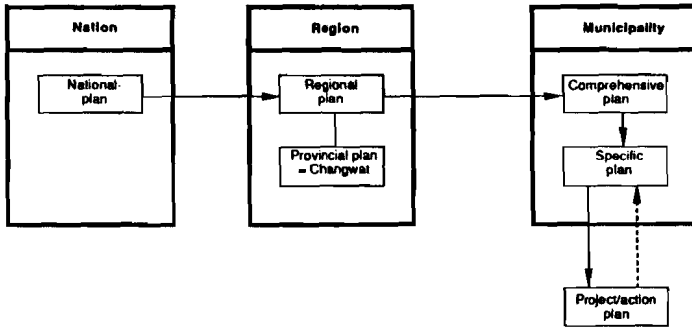 Nation
Region
Municipality
National-
plan
Regional
plan
Comprehensive
plan
Provincial plan
= Changwat
Specific
plan
Project/action
plan